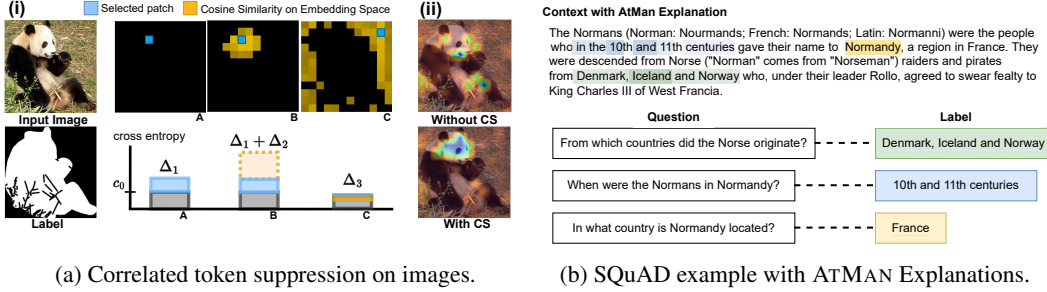 (i)
Selected patch
Cosine Similarity on Embedding Space
(ii)
A
B
C
Input Image
Without CS
cross entropy
Δ1
Δ1 + Δ2
Δ3
c0
A
B
C
Label
With CS
(a) Correlated token suppression on images.
Context with AtMan Explanation
The Normans (Norman: Nourmands; French: Normands; Latin: Normanni) were the people
who in the 10th and 11th centuries gave their name to Normandy, a region in France. They
were descended from Norse ("Norman" comes from "Norseman") raiders and pirates
from Denmark, Iceland and Norway who, under their leader Rollo, agreed to swear fealty to
King Charles III of West Francia.
Question
Label
From which countries did the Norse originate?
Denmark, Iceland and Norway
When were the Normans in Normandy?
10th and 11th centuries
In what country is Normandy located?
France
(b) SQuAD example with ATMAN Explanations.